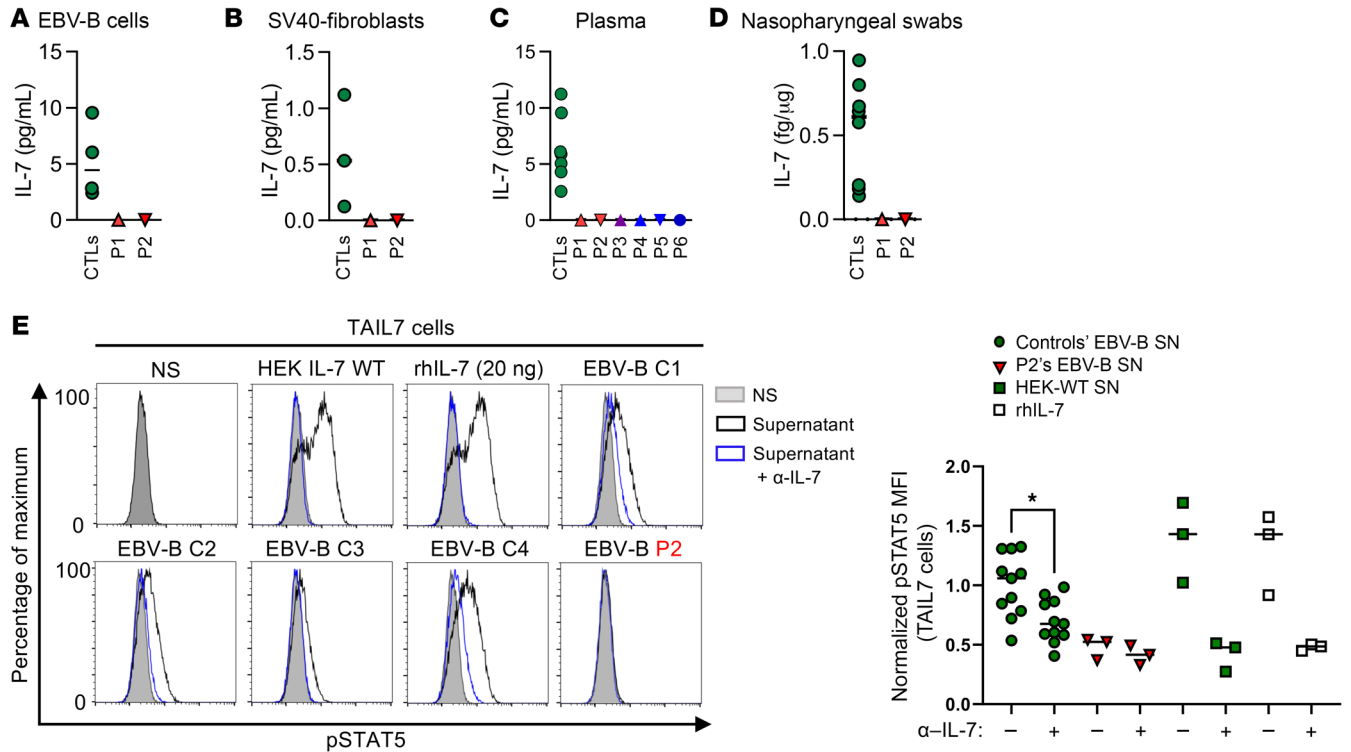 A EBV-B cells
IL-7 (pg/mL)
15
10
5
0
CTLs
P1
P2
B SV40-fibroblasts
IL-7 (pg/mL)
1.5
1.0
0.5
0.0
CTLs
P1
P2
C Plasma
IL-7 (pg/mL)
15
10
5
0
CTLs
P1
P2
P3
P4
P5
P6
D Nasopharyngeal swabs
IL-7 (fg/µg)
1.0
0.5
0.0
CTLs
P1
P2
E
TAIL7 cells
NS
HEK IL-7 WT
rhIL-7 (20 ng)
EBV-B C1
100
0
EBV-B C2
EBV-B C3
EBV-B C4
EBV-B P2
100
0
Percentage of maximum
pSTAT5
NS
Supernatant
Supernatant
+ α-IL-7
Controls' EBV-B SN
P2's EBV-B SN
HEK-WT SN
rhIL-7
Normalized pSTAT5 MFI
(TAIL7 cells)
2.0
1.5
1.0
0.5
0.0
*
α–IL-7: – + – + – + – +